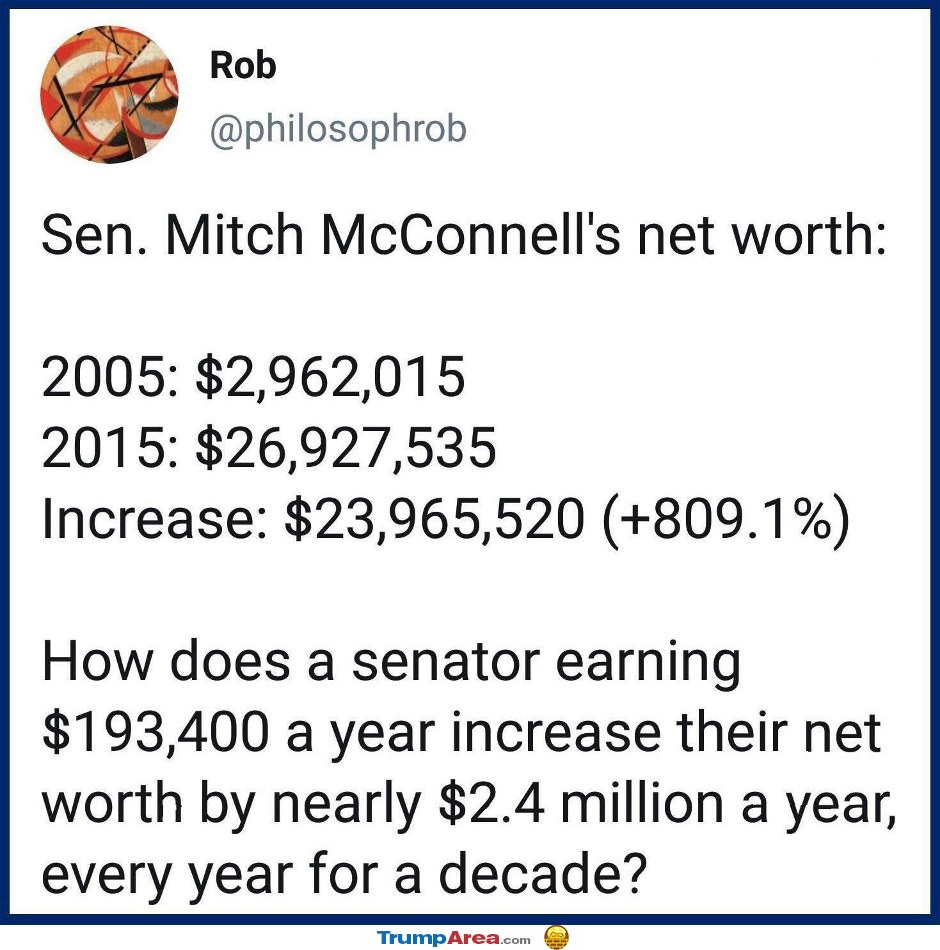 Rob
@philosophrob
Sen. Mitch McConnell's net worth:
2005: $2,962,015
2015: $26,927,535
Increase: $23,965,520 (+809.1%)
How does a senator earning
$193,400 a year increase their net
worth by nearly $2.4 million a year,
every year for a decade?
TrumpArea.com